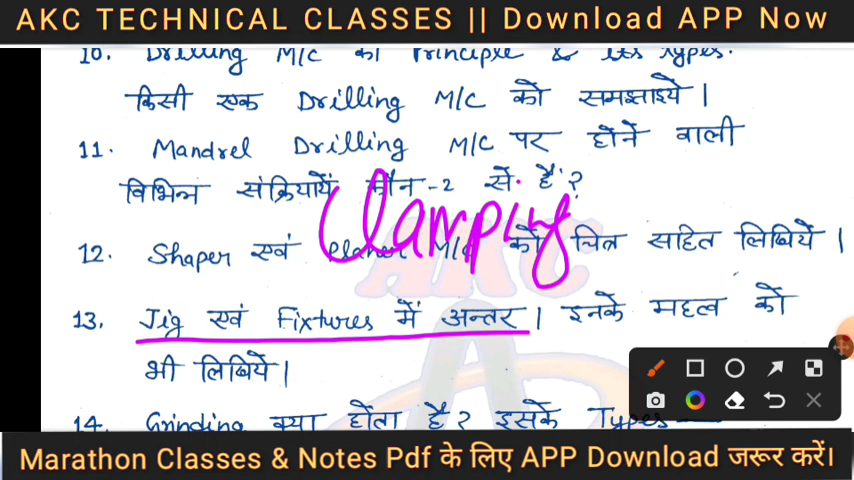 AKC TECHNICAL CLASSES || Download APP Now
10. Drilling M/C का Principle & its types.
किसी एक Drilling M/C को समझाइये |
11. Mandrel Drilling M/C पर होने वाली
विभिन्न संक्रियायें कौन-2 से हैं?
Clamping
12. Shaper एवं Planer M/C को चित्र सहित लिखिये |
AKC
13. Jig एवं Fixtures में अन्तर | इनके महत्व को
भी लिखिये |
14. Grinding क्या होता है? इसके Types
Marathon Classes & Notes Pdf के लिए APP Download जरूर करें।